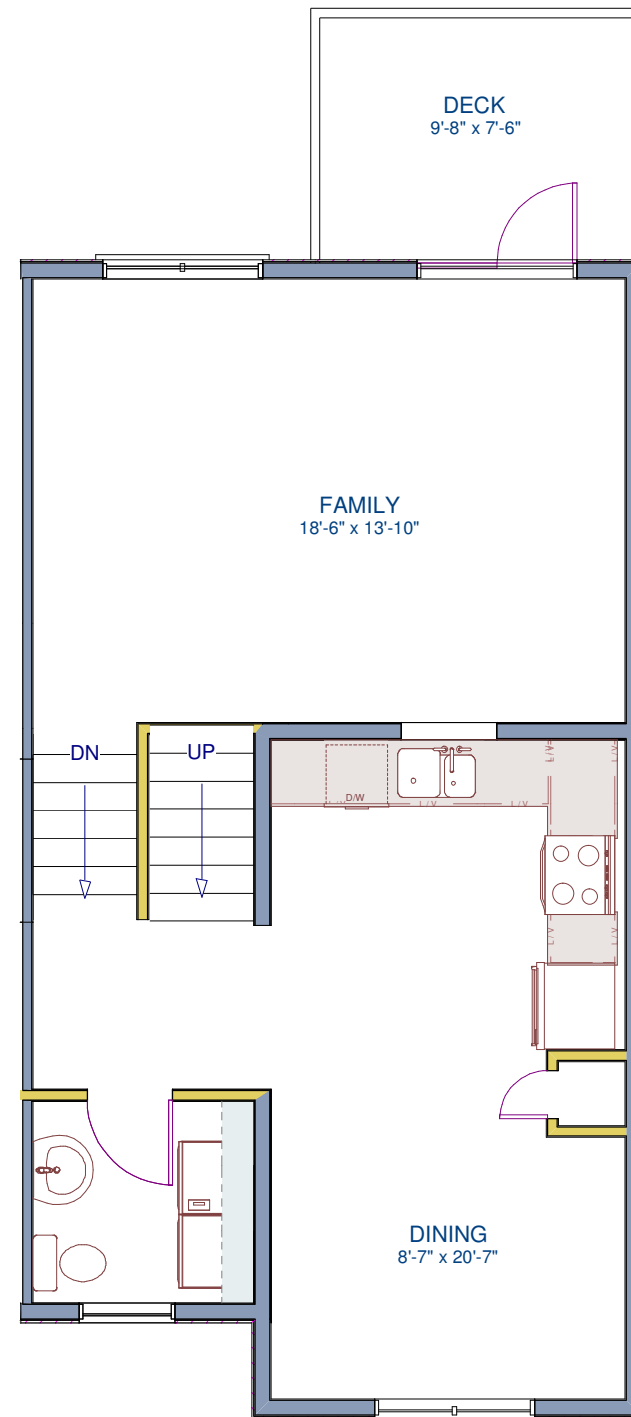 DECK
9'-8" x 7'-6"
FAMILY
18'-6" x 13'-10"
DN
UP
D/W
L / V
L / V
L / V
L / V
L / V
DINING
8'-7" x 20'-7"